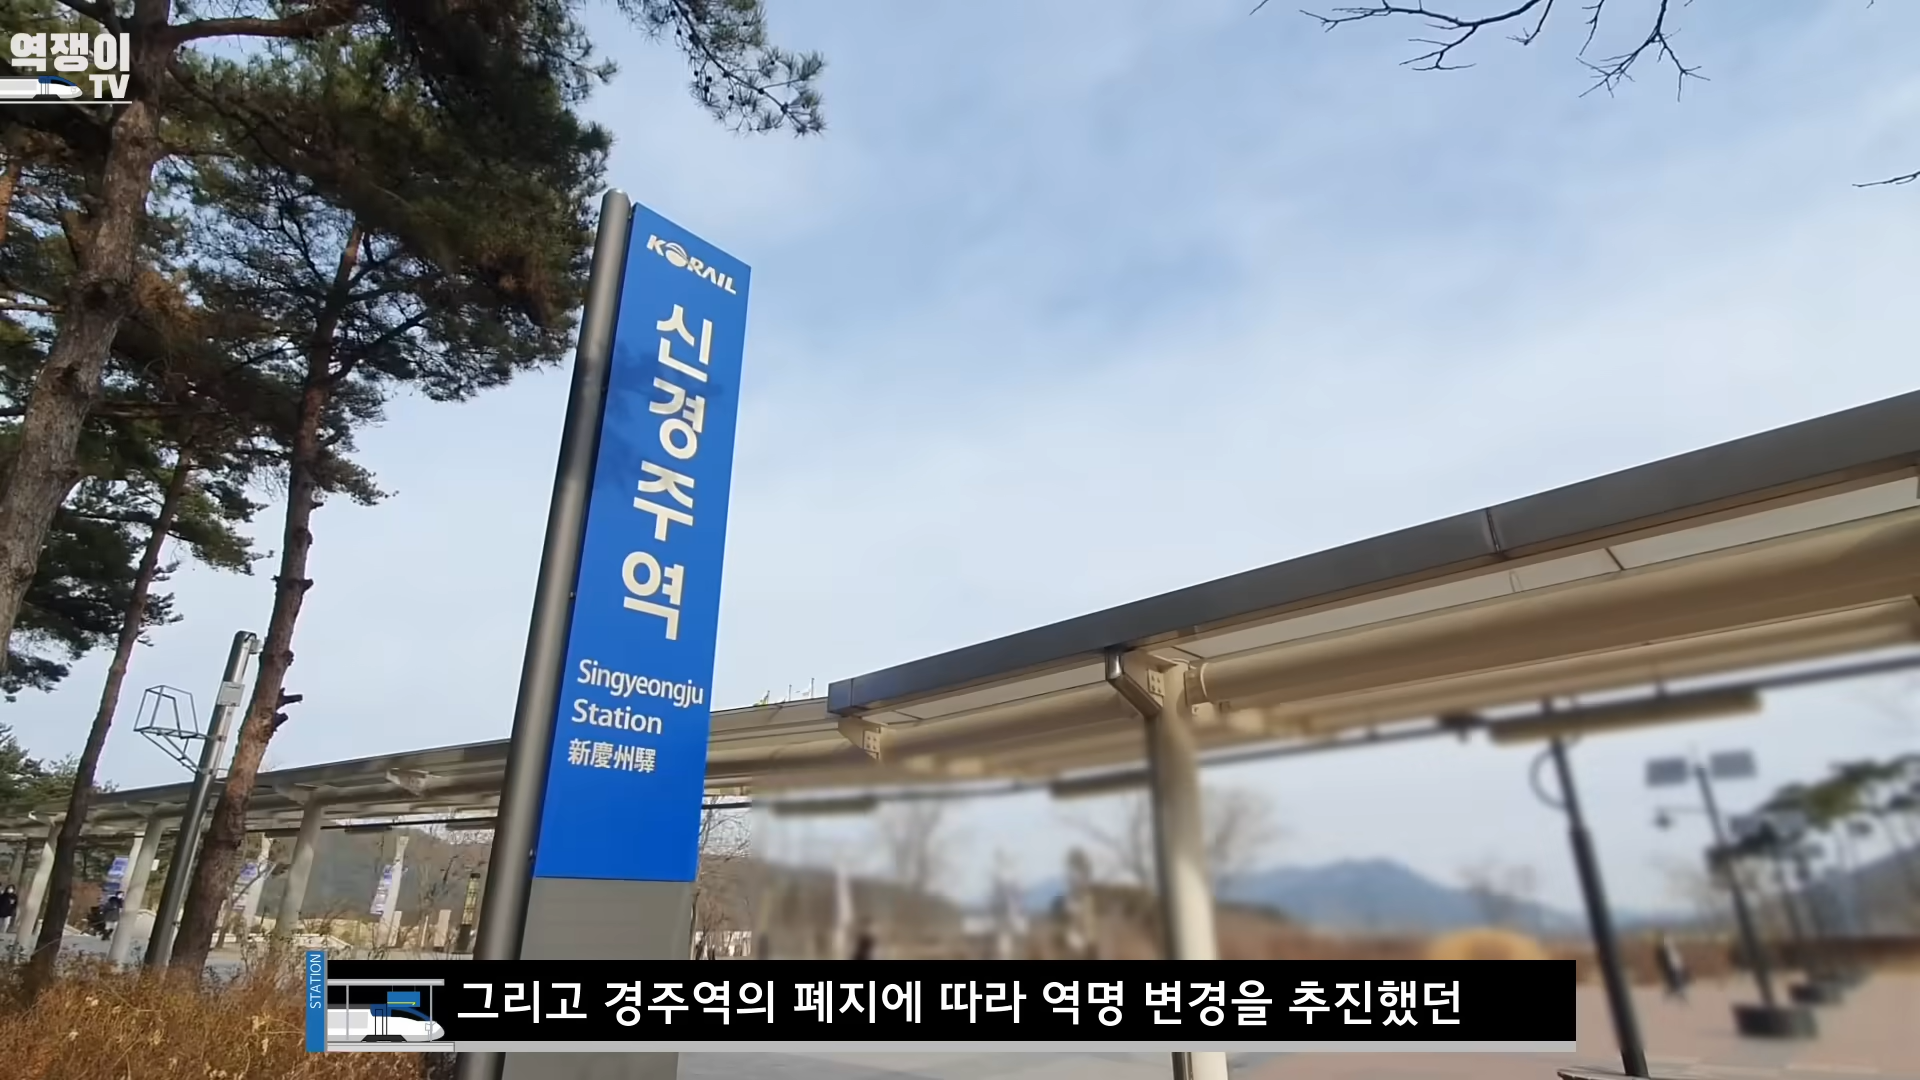 역쟁이
TV
KORAIL
신경주역
Singyeongju
Station
新慶州驛
STATION
그리고 경주역의 폐지에 따라 역명 변경을 추진했던